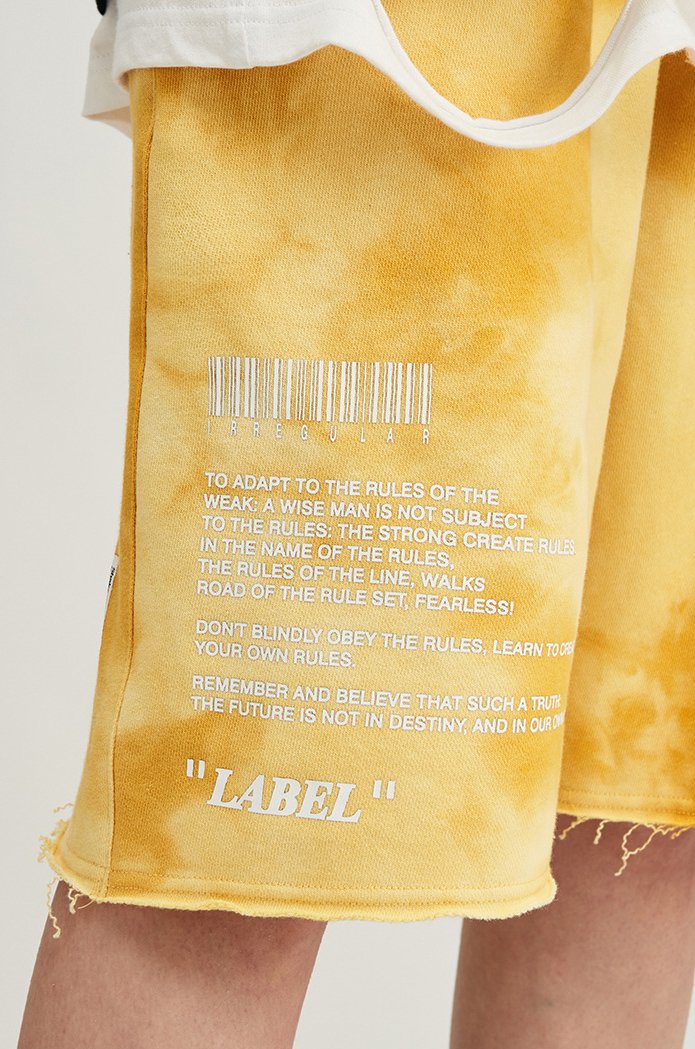 IRREGULAR
TO ADAPT TO THE RULES OF THE
WEAK: A WISE MAN IS NOT SUBJECT
TO THE RULES: THE STRONG CREATE RULES.
IN THE NAME OF THE RULES,
THE RULES OF THE LINE, WALKS
ROAD OF THE RULE SET, FEARLESS!
DON'T BLINDLY OBEY THE RULES, LEARN TO
YOUR OWN RULES.
REMEMBER AND BELIEVE THAT SUCH A TRUTH:
THE FUTURE IS NOT IN DESTINY, AND IN OUR
"LABEL"